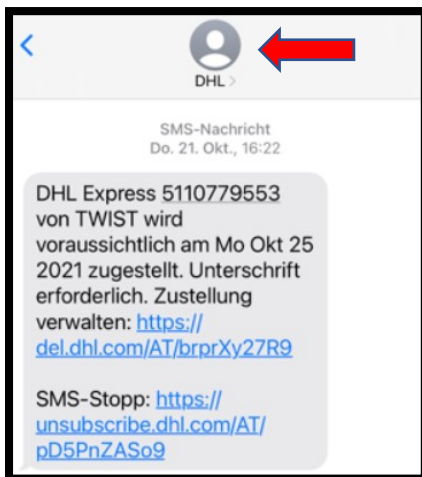 DHL >
SMS-Nachricht
Do. 21. Okt., 16:22
DHL Express 5110779553
von TWIST wird
voraussichtlich am Mo Okt 25
2021 zugestellt. Unterschrift
erforderlich. Zustellung
verwalten: https://
del.dhl.com/AT/brprXy27R9
SMS-Stopp: https://
unsubscribe.dhl.com/AT/
pD5PnZASo9